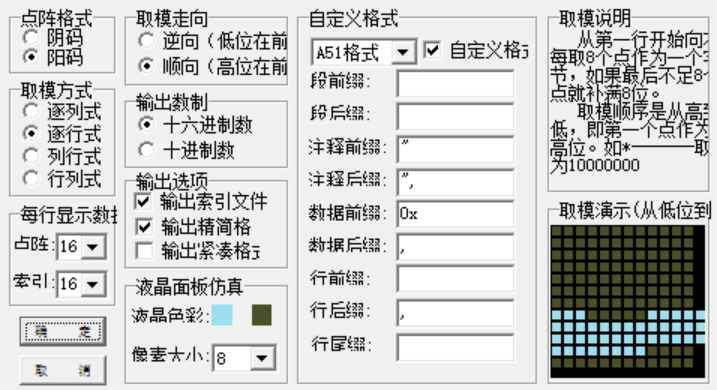 点阵格式
阴码
阳码
取模方式
逐列式
逐行式
列行式
行列式
每行显示数
点阵: 16
索引: 16
确 定
取 消
取模走向
逆向（低位在前
顺向（高位在前
输出数制
十六进制数
十进制数
输出选项
输出索引文件
输出精简格
输出紧凑格式
液晶面板仿真
液晶色彩:
像素大小: 8
自定义格式
A51格式 自定义格式
段前缀:
段后缀:
注释前缀: "
注释后缀: ",
数据前缀: 0x
数据后缀: ,
行前缀:
行后缀: ,
行尾缀:
取模说明
从第一行开始向
每取8个点作为一个字
节，如果最后不足8
点就补满8位。
取模顺序是从高到
低，即第一个点作为
高位。如*-------取
为10000000
取模演示(从低位到